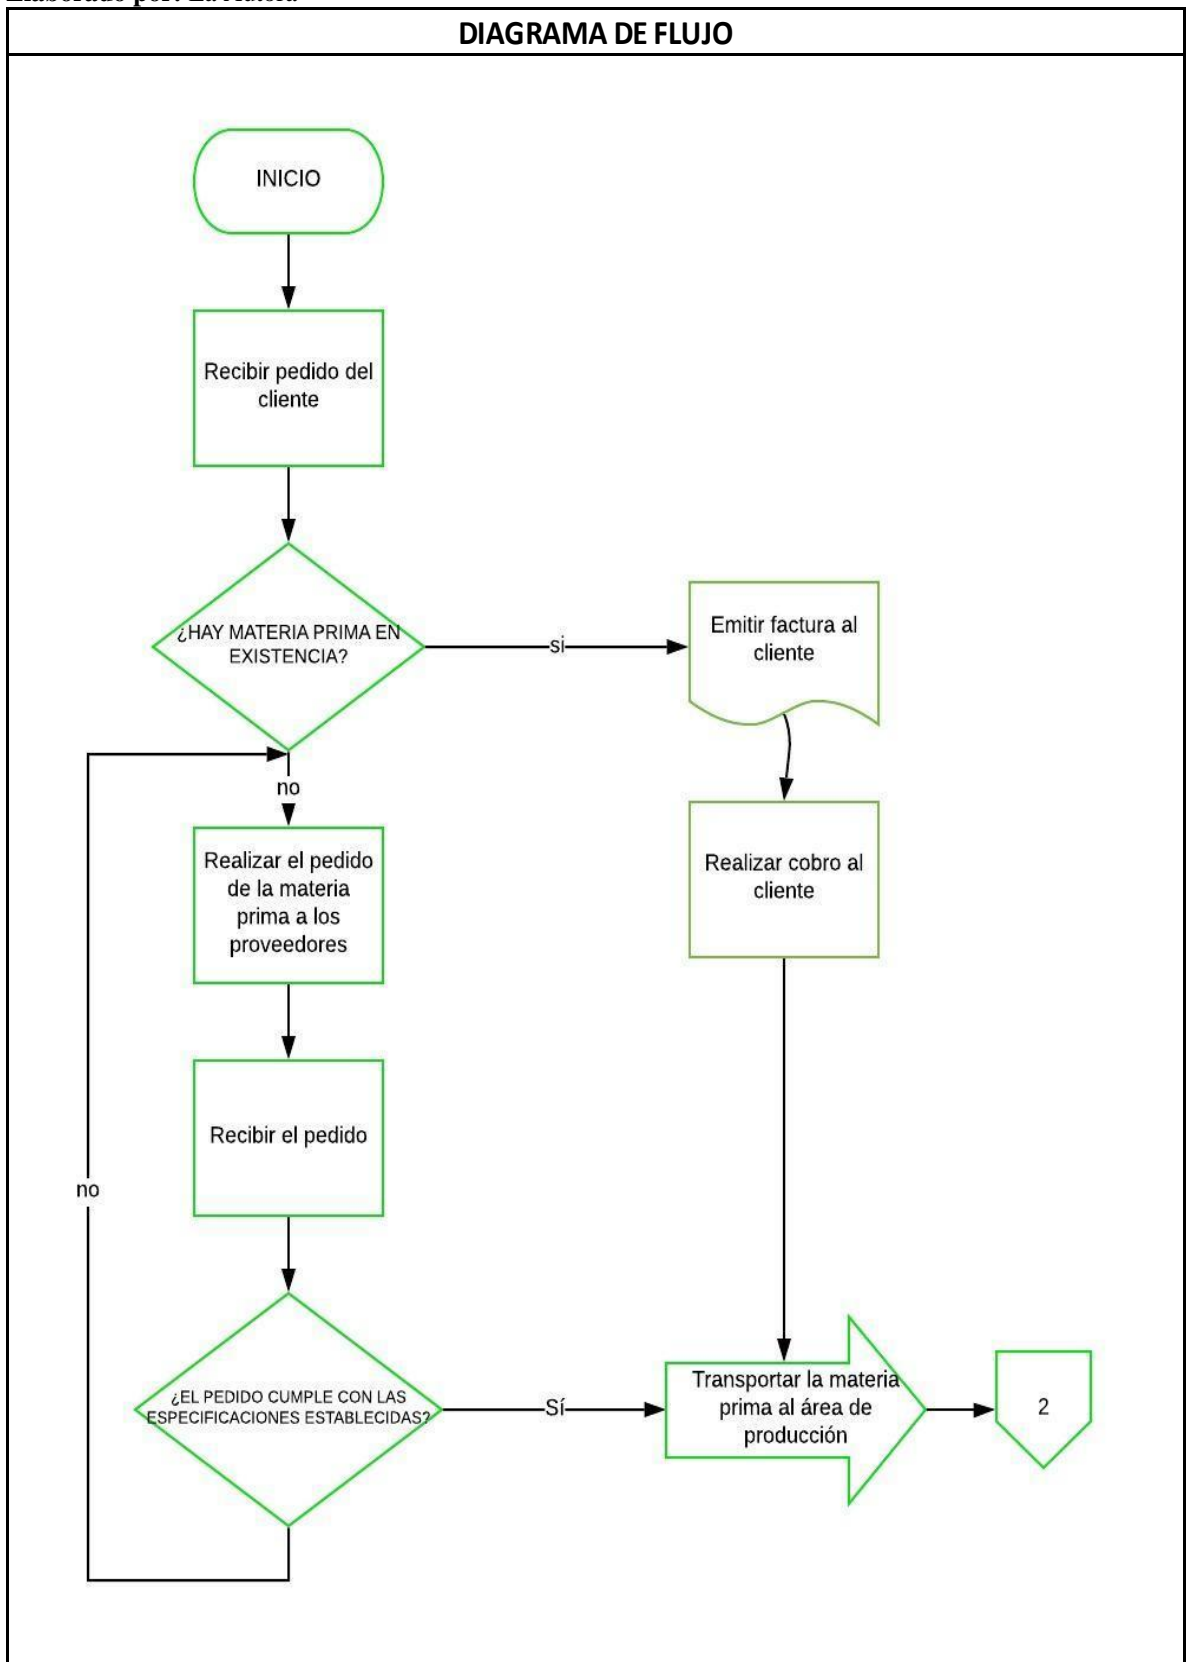 DIAGRAMA DE FLUJO
INICIO
Recibir pedido del
cliente
¿HAY MATERIA PRIMA EN
EXISTENCIA?
si
Emitir factura al
cliente
no
Realizar el pedido
de la materia
prima a los
proveedores
Realizar cobro al
cliente
Recibir el pedido
no
¿EL PEDIDO CUMPLE CON LAS
ESPECIFICACIONES ESTABLECIDAS?
Sí
Transportar la materia
prima al área de
producción
2